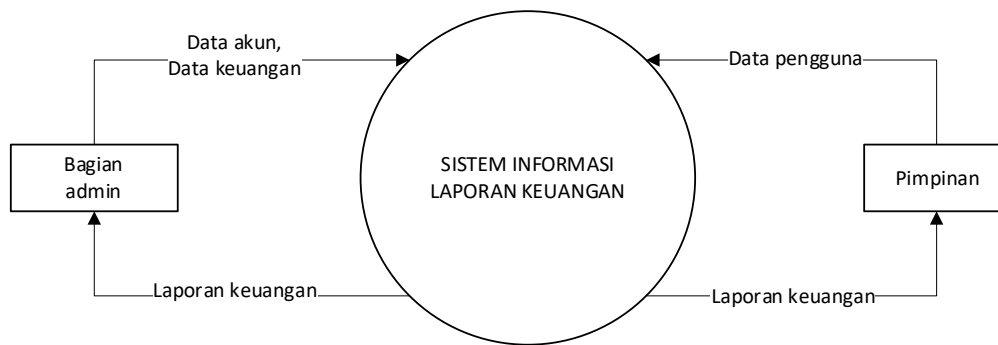 Data akun,
Data keuangan
Data pengguna
Bagian
admin
SISTEM INFORMASI
LAPORAN KEUANGAN
Pimpinan
Laporan keuangan
Laporan keuangan